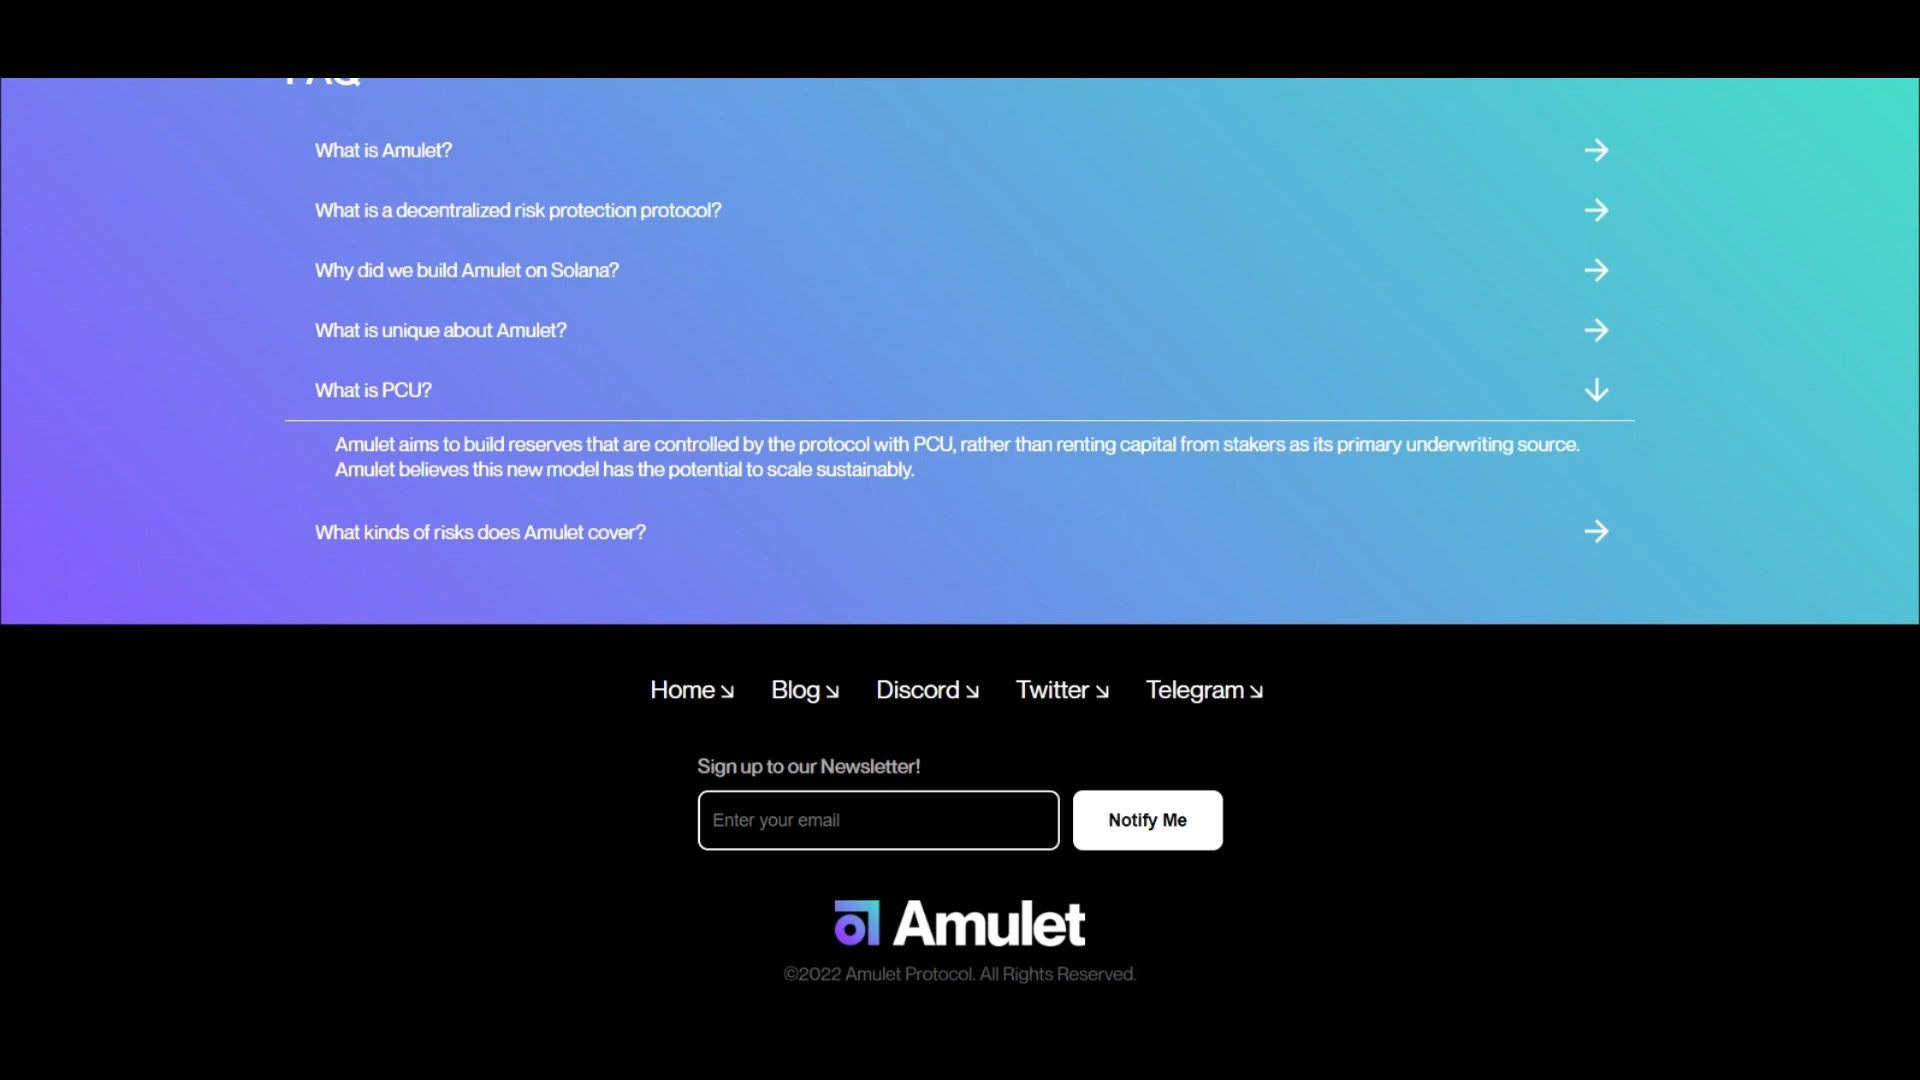 FAQ
What is Amulet?
What is a decentralized risk protection protocol?
Why did we build Amulet on Solana?
What is unique about Amulet?
What is PCU?
Amulet aims to build reserves that are controlled by the protocol with PCU, rather than renting capital from stakers as its primary underwriting source.
Amulet believes this new model has the potential to scale sustainably.
What kinds of risks does Amulet cover?
Home Blog Discord Twitter Telegram
Sign up to our Newsletter!
Enter your email Notify Me
Amulet
©2022 Amulet Protocol. All Rights Reserved.